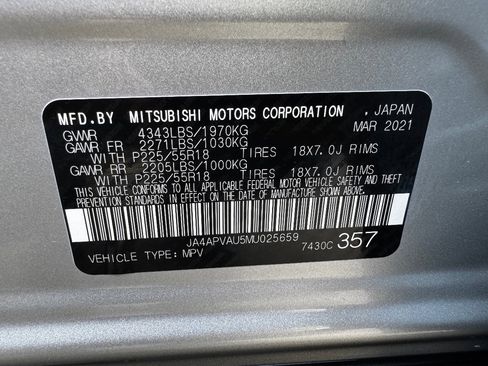 MFD.BY MITSUBISHI MOTORS CORPORATION , JAPAN
GVWR 4343LBS/1970KG MAR 2021
GAWR FR 2271LBS/1030KG
WITH P225/55R18 TIRES 18X7.0J RIMS
GAWR RR 2205LBS/1000KG
WITH P225/55R18 TIRES 18X7.0J RIMS
THIS VEHICLE CONFORMS TO ALL APPLICABLE FEDERAL MOTOR VEHICLE SAFETY AND
THEFT PREVENTION STANDARDS IN EFFECT ON THE DATE OF MANUFACTURE SHOWN ABOVE.
JA4APVAU5MU025659 7430C 357
VEHICLE TYPE: MPV